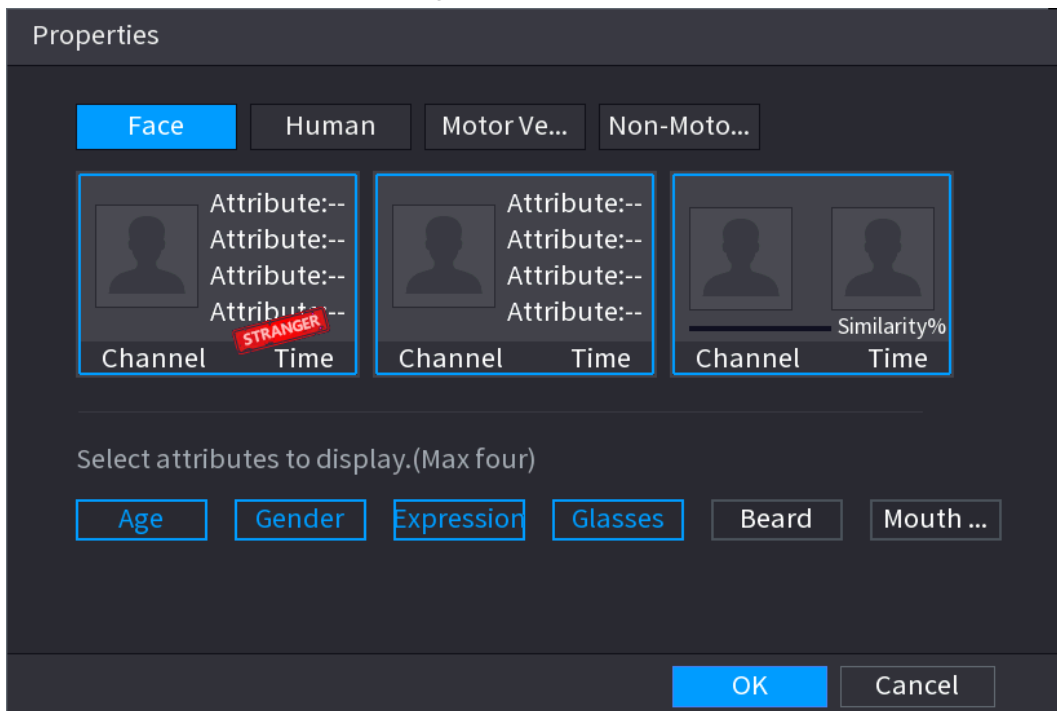 Properties
Face Human Motor Ve... Non-Moto...
Attribute:-- Attribute:--
Attribute:-- Attribute:--
Attribute:-- Attribute:--
Attribute:-- Attribute:--
STRANGER
Similarity%
Channel Time Channel Time Channel Time
Select attributes to display.(Max four)
Age Gender Expression Glasses Beard Mouth ...
OK Cancel